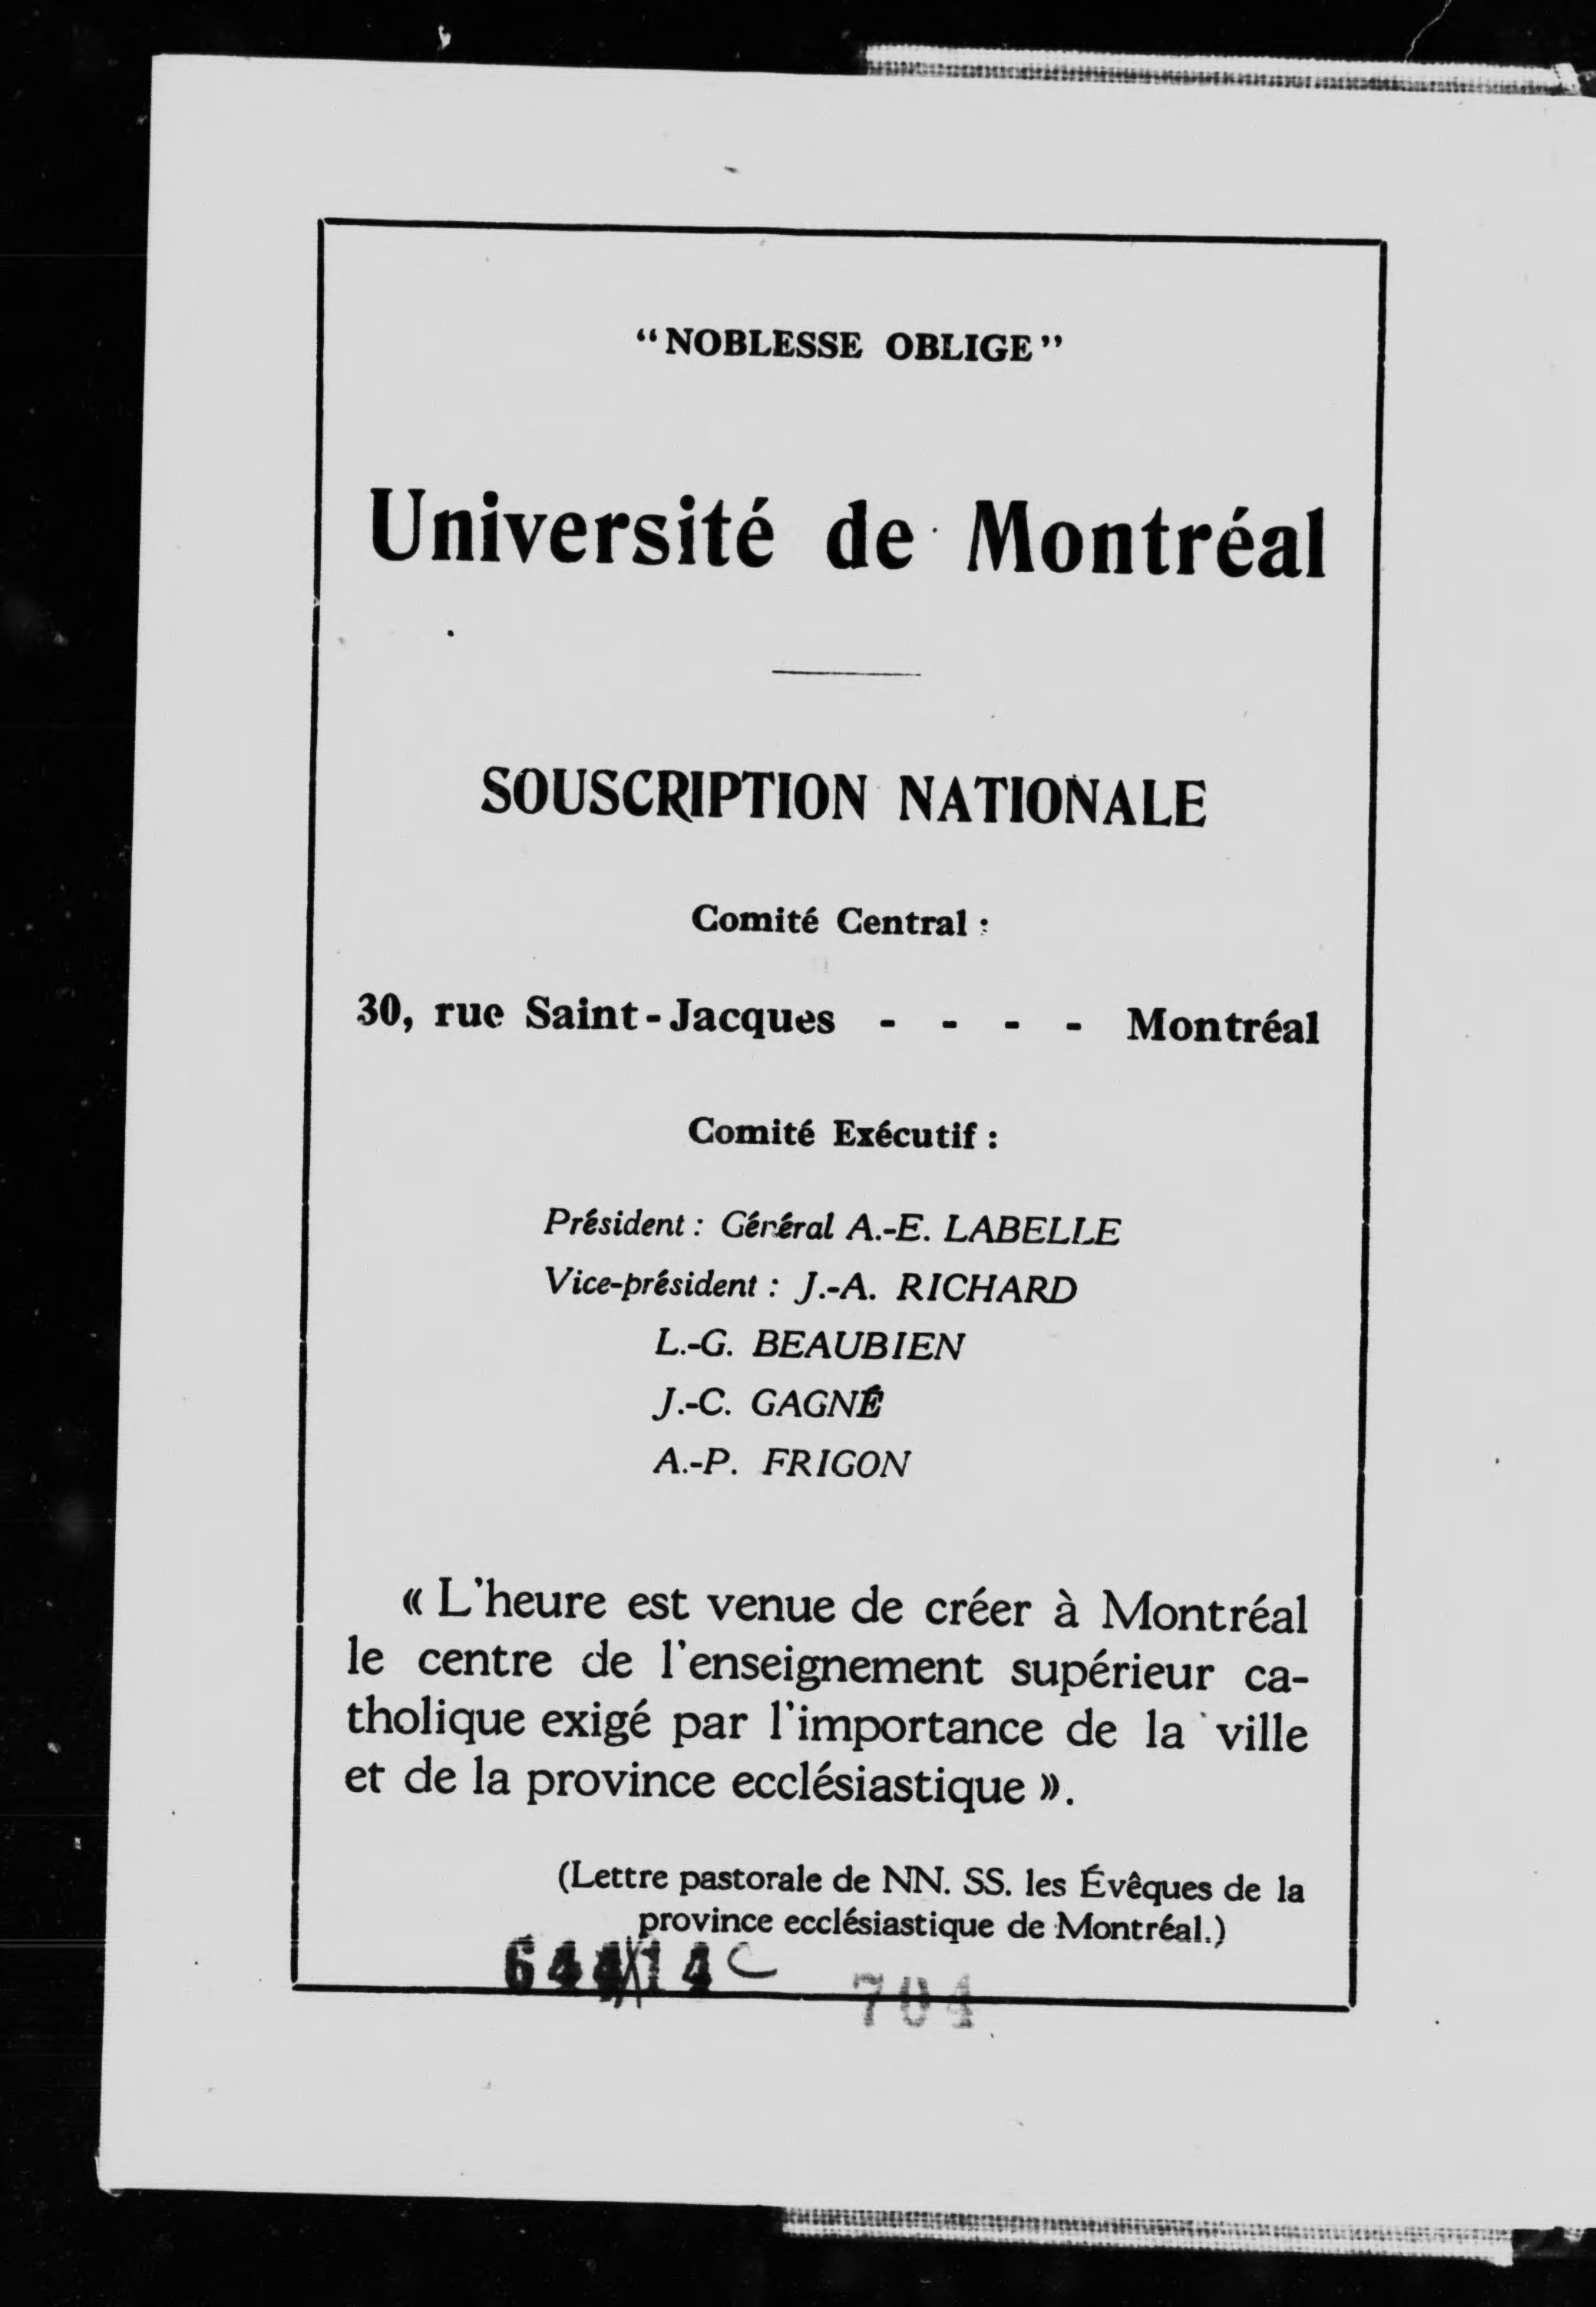 “NOBLESSE OBLIGE”
Université de Montréal
SOUSCRIPTION NATIONALE
Comité Central :
30, rue Saint-Jacques - - - - Montréal
Comité Exécutif :
Président : Général A.-E. LABELLE
Vice-président : J.-A. RICHARD
L.-G. BEAUBIEN
J.-C. GAGNÉ
A.-P. FRIGON
« L'heure est venue de créer à Montréal
le centre de l'enseignement supérieur ca-
tholique exigé par l'importance de la ville
et de la province ecclésiastique ».
(Lettre pastorale de NN. SS. les Évêques de la
province ecclésiastique de Montréal.)
704